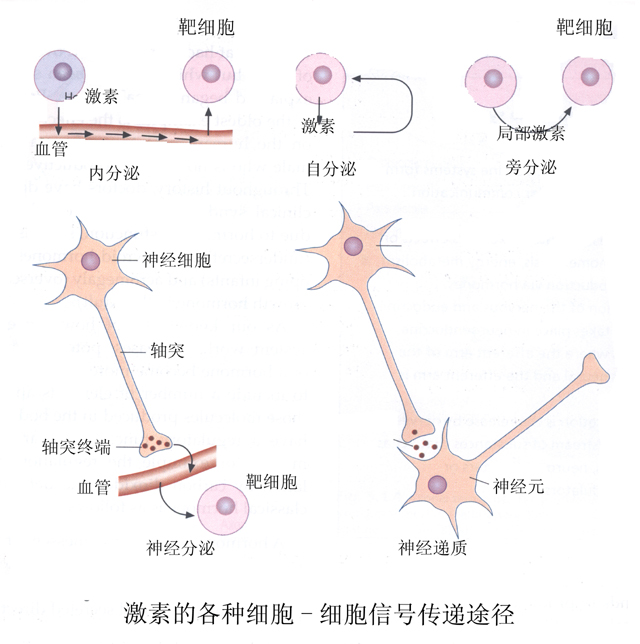 靶细胞
靶细胞
激素
激素
局部激素
血管
内分泌
自分泌
旁分泌
神经细胞
轴突
轴突终端
血管
靶细胞
神经元
神经分泌
神经递质
激素的各种细胞-细胞信号传递途径